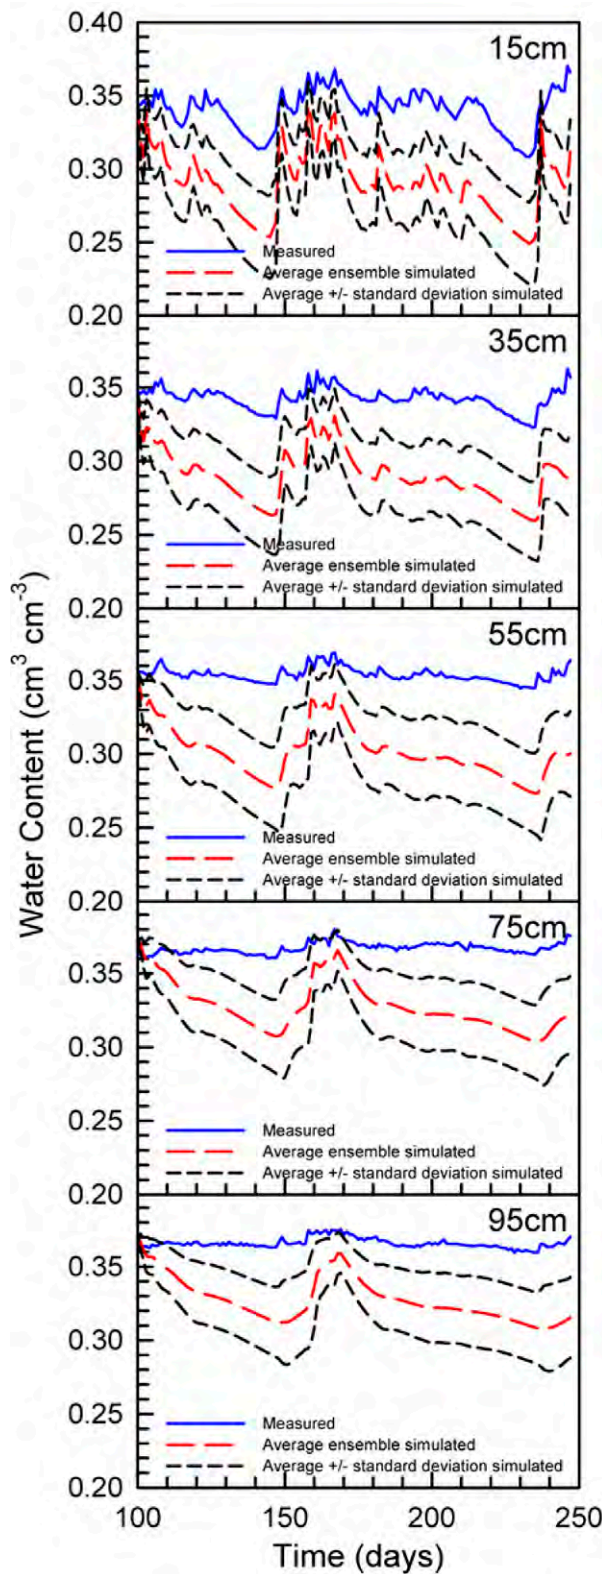 0.40
15cm
0.35
0.30
0.25
Measured
Average ensemble simulated
Average +/- standard deviation simulated
0.20
35cm
0.35
0.30
0.25
Measured
Average ensemble simulated
Average +/- standard deviation simulated
0.20
55cm
0.35
0.30
0.25
Measured
Average ensemble simulated
Average +/- standard deviation simulated
0.20
75cm
0.35
0.30
0.25
Measured
Average ensemble simulated
Average +/- standard deviation simulated
0.20
95cm
0.35
0.30
0.25
Measured
Average ensemble simulated
Average +/- standard deviation simulated
0.20
100 150 200 250
Time (days)
Water Content (cm³ cm⁻³)